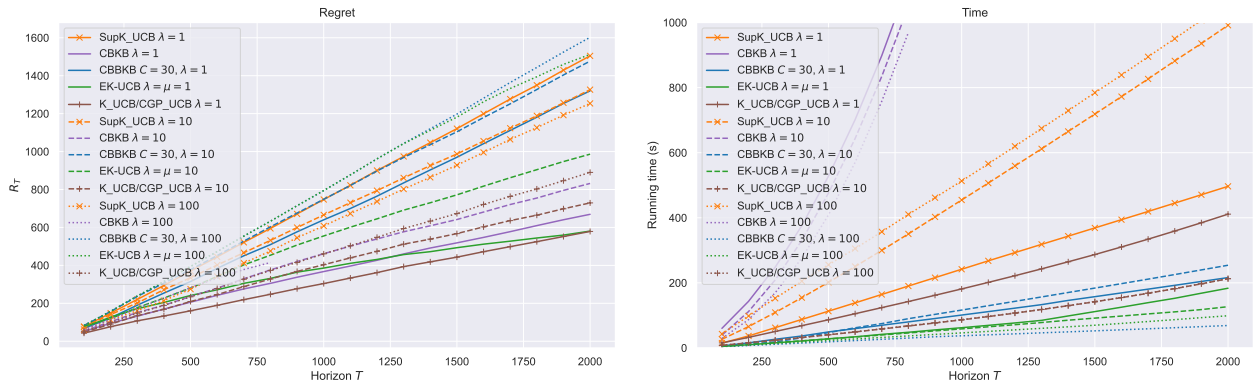 Regret
R_T
1600
1400
1200
1000
800
600
400
200
0
SupK_UCB λ = 1
CBKB λ = 1
CBBKB C = 30, λ = 1
EK-UCB λ = μ = 1
K_UCB/CGP_UCB λ = 1
SupK_UCB λ = 10
CBKB λ = 10
CBBKB C = 30, λ = 10
EK-UCB λ = μ = 10
K_UCB/CGP_UCB λ = 10
SupK_UCB λ = 100
CBKB λ = 100
CBBKB C = 30, λ = 100
EK-UCB λ = μ = 100
K_UCB/CGP_UCB λ = 100
250 500 750 1000 1250 1500 1750 2000
Horizon T
Time
Running time (s)
1000
800
600
400
200
0
SupK_UCB λ = 1
CBKB λ = 1
CBBKB C = 30, λ = 1
EK-UCB λ = μ = 1
K_UCB/CGP_UCB λ = 1
SupK_UCB λ = 10
CBKB λ = 10
CBBKB C = 30, λ = 10
EK-UCB λ = μ = 10
K_UCB/CGP_UCB λ = 10
SupK_UCB λ = 100
CBKB λ = 100
CBBKB C = 30, λ = 100
EK-UCB λ = μ = 100
K_UCB/CGP_UCB λ = 100
250 500 750 1000 1250 1500 1750 2000
Horizon T